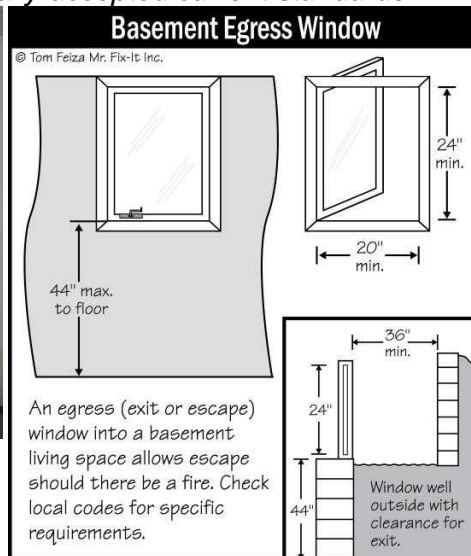 Basement Egress Window
© Tom Feiza Mr. Fix-It Inc.
24"
min.
20"
min.
44" max.
to floor
36"
min.
24"
44"
An egress (exit or escape)
window into a basement
living space allows escape
should there be a fire. Check
local codes for specific
requirements.
Window well
outside with
clearance for
exit.